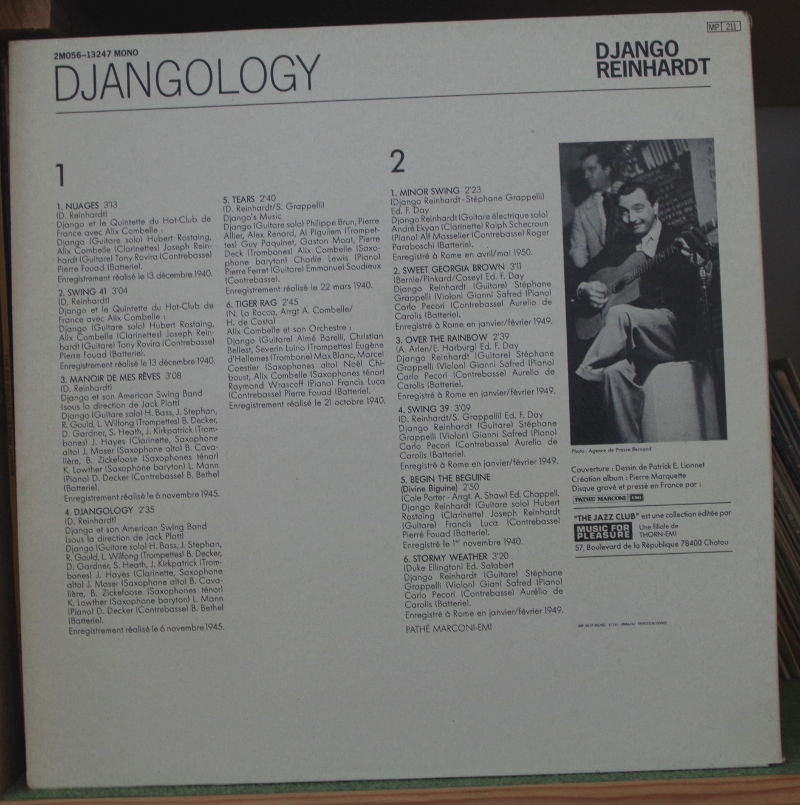 2M056-13247 MONO
MP 211
DJANGOLOGY
DJANGO
REINHARDT
1
1. NUAGES 3'13
(D. Reinhardt)
Django et le Quintette du Hot-Club de
France avec Alix Combelle :
Django (Guitare solo) Hubert Rostaing,
Alix Combelle (Clarinettes) Joseph Rein-
hardt (Guitare) Tony Rovira (Contrebasse)
Pierre Fouad (Batterie).
Enregistrement réalisé le 13 décembre 1940.
2. SWING 41 3'04
(D. Reinhardt)
Django et le Quintette du Hot-Club de
France avec Alix Combelle :
Django (Guitare solo) Hubert Rostaing,
Alix Combelle (Clarinettes) Joseph Rein-
hardt (Guitare) Tony Rovira (Contrebasse)
Pierre Fouad (Batterie).
Enregistrement réalisé le 13 décembre 1940.
3. MANOIR DE MES RÊVES 3'08
(D. Reinhardt)
Django et son American Swing Band
(sous la direction de Jack Platt)
Django (Guitare solo) H. Bass, J. Stephan,
R. Gould, L. Wilfong (Trompettes) B. Decker,
D. Gardner, S. Heath, J. Kirkpatrick (Trom-
bones) J. Hayes (Clarinette, Saxophone
alto) J. Moser (Saxophone alto) B. Cava-
lière, B. Zickefoose (Saxophones ténor)
K. Lowther (Saxophone baryton) L. Mann
(Piano) D. Decker (Contrebasse) B. Bethel
(Batterie).
Enregistrement réalisé le 6 novembre 1945.
4. DJANGOLOGY 2'35
(D. Reinhardt)
Django et son American Swing Band
(sous la direction de Jack Platt)
Django (Guitare solo) H. Bass, J. Stephan,
R. Gould, L. Wilfong (Trompettes) B. Decker,
D. Gardner, S. Heath, J. Kirkpatrick (Trom-
bones) J. Hayes (Clarinette, Saxophone
alto) J. Moser (Saxophone alto) B. Cava-
lière, B. Zickefoose (Saxophones ténor)
K. Lowther (Saxophone baryton) L. Mann
(Piano) D. Decker (Contrebasse) B. Bethel
(Batterie).
Enregistrement réalisé le 6 novembre 1945.
5. TEARS 2'40
(D. Reinhardt/S. Grappelli)
Django's Music
Django (Guitare solo) Philippe Brun, Pierre
Allier, Alex Renard, Al Piguilem (Trompet-
tes) Guy Paquinet, Gaston Moat, Pierre
Deck (Trombones) Alix Combelle (Saxo-
phone baryton) Charlie Lewis (Piano)
Pierre Ferret (Guitare) Emmanuel Soudieux
(Contrebasse).
Enregistrement réalisé le 22 mars 1940.
6. TIGER RAG 2'45
(N. La Rocca, Arrgt A. Combelle/
H. de Costa)
Alix Combelle et son Orchestre :
Django (Guitare) Aimé Barelli, Christian
Bellest, Severin Luino (Trompettes) Eugène
d'Hellemes (Trombone) Max Blanc, Marcel
Coestier (Saxophones alto) Noël Chi-
boust, Alix Combelle (Saxophones ténor)
Raymond Wraskoff (Piano) Francis Luca
(Contrebasse) Pierre Fouad (Batterie).
Enregistrement réalisé le 21 octobre 1940.
2
1. MINOR SWING 2'23
(Django Reinhardt - Stéphane Grappelli)
Ed. F. Day
Django Reinhardt (Guitare électrique solo)
André Ekyan (Clarinette) Ralph Schecroun
(Piano) Alf Masselier (Contrebasse) Roger
Paraboschi (Batterie).
Enregistré à Rome en avril/mai 1950.
2. SWEET GEORGIA BROWN 3'11
(Bernie/Pinkard/Casey) Ed. F. Day
Django Reinhardt (Guitare) Stéphane
Grappelli (Violon) Gianni Safred (Piano)
Carlo Pecori (Contrebasse) Aurelio de
Carolis (Batterie).
Enregistré à Rome en janvier/février 1949.
3. OVER THE RAINBOW 2'39
(A. Arlen/E. Harburg) Ed. F. Day
Django Reinhardt (Guitare) Stéphane
Grappelli (Violon) Gianni Safred (Piano)
Carlo Pecori (Contrebasse) Aurelio de
Carolis (Batterie).
Enregistré à Rome en janvier/février 1949.
4. SWING 39 3'09
(D. Reinhardt/S. Grappelli) Ed. F. Day
Django Reinhardt (Guitare) Stéphane
Grappelli (Violon) Gianni Safred (Piano)
Carlo Pecori (Contrebasse) Aurelio de
Carolis (Batterie).
Enregistré à Rome en janvier/février 1949.
5. BEGIN THE BEGUINE
(Divine Biguine) 2'50
(Cole Porter - Arrgt. A. Shaw) Ed. Chappell.
Django Reinhardt (Guitare solo) Hubert
Rostaing (Clarinette) Joseph Reinhardt
(Guitare) Francis Luca (Contrebasse)
Pierre Fouad (Batterie).
Enregistré le 1er novembre 1940.
6. STORMY WEATHER 3'20
(Duke Ellington) Ed. Salabert
Django Reinhardt (Guitare) Stéphane
Grappelli (Violon) Giani Safred (Piano)
Carlo Pecori (Contrebasse) Aurélio de
Carolis (Batterie).
Enregistré à Rome en janvier/février 1949.
PATHÉ MARCONI-EMI
Photo : Agence de Presse Bernand
Couverture : Dessin de Patrick E. Lionnet
Création album : Pierre Marquette
Disque gravé et pressé en France par :
PATHE MARCONI EMI
"THE JAZZ CLUB" est une collection éditée par
MUSIC FOR
PLEASURE
Une filiale de
THORN-EMI
57, Boulevard de la République 78400 Chatou